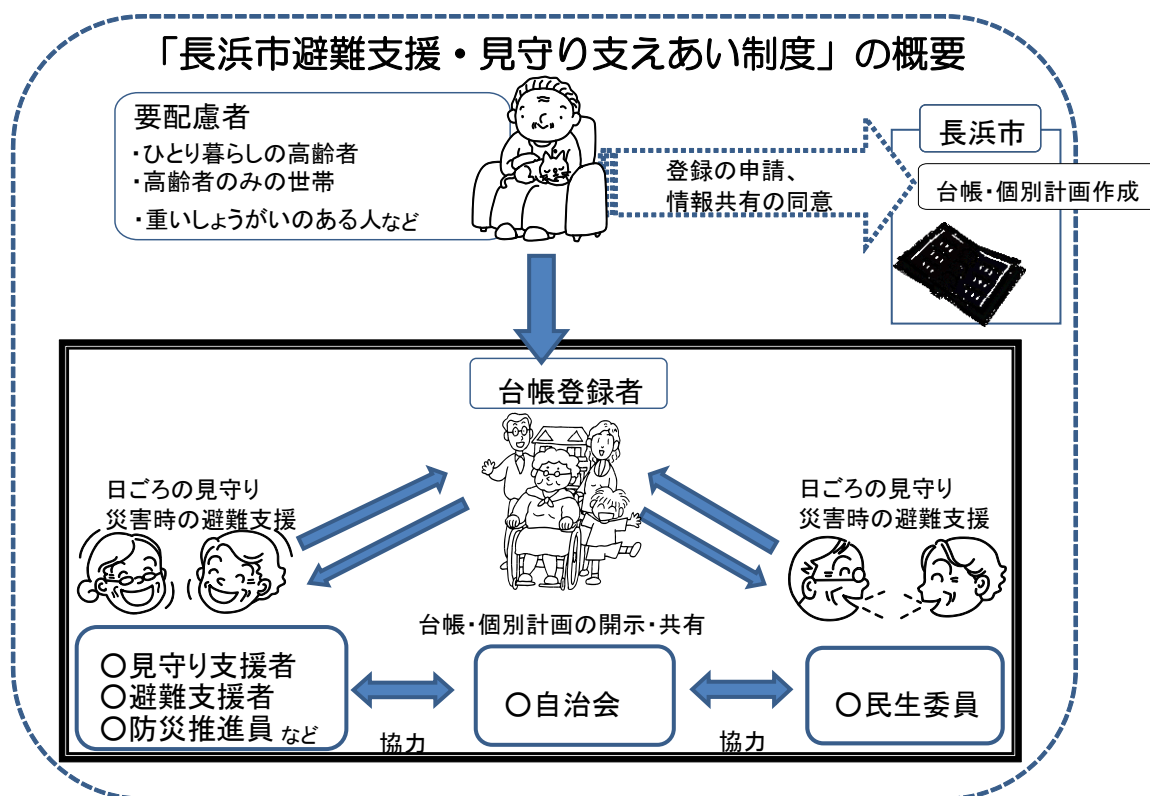 「長浜市避難支援・見守り支えあい制度」の概要
要配慮者
・ひとり暮らしの高齢者
・高齢者のみの世帯
・重いしょうがいのある人など
登録の申請、
情報共有の同意
長浜市
台帳・個別計画作成
台帳登録者
日ごろの見守り
災害時の避難支援
日ごろの見守り
災害時の避難支援
台帳・個別計画の開示・共有
〇見守り支援者
〇避難支援者
〇防災推進員 など
協力
〇自治会
協力
〇民生委員